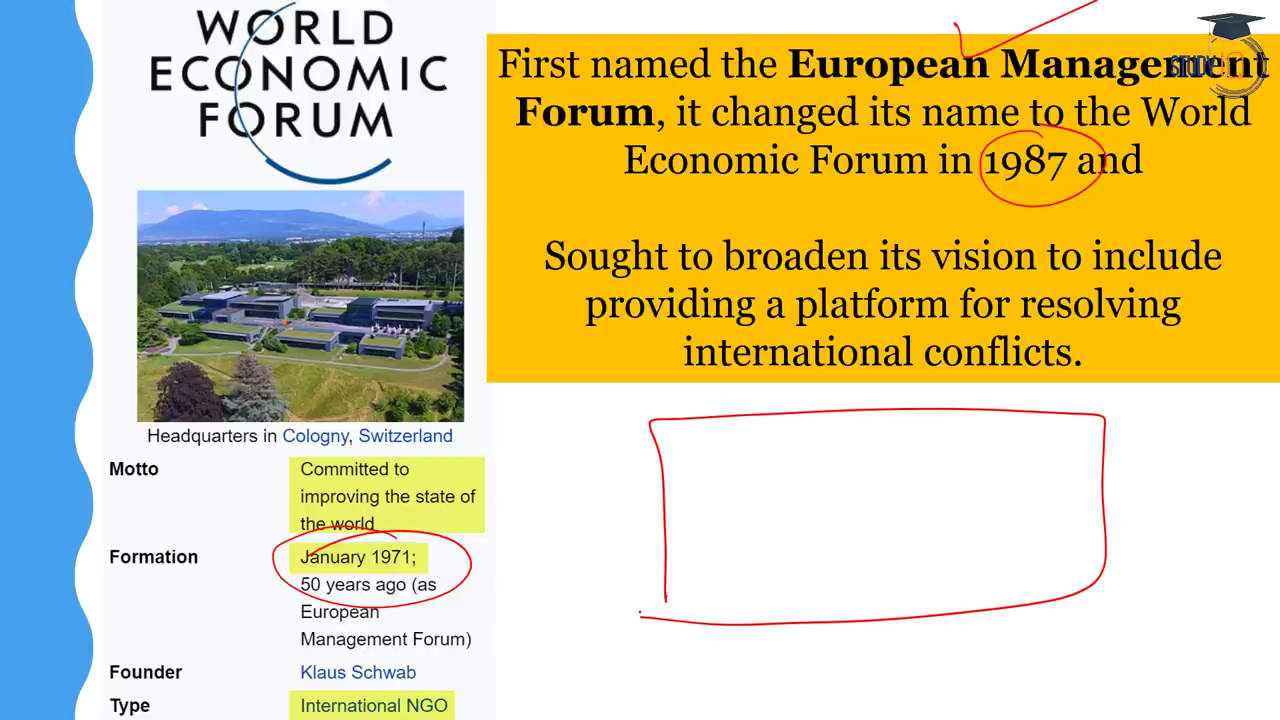 WORLD
ECONOMIC
FORUM
Headquarters in Cologny, Switzerland
Motto
Committed to
improving the state of
the world
Formation
January 1971;
50 years ago (as
European
Management Forum)
Founder
Klaus Schwab
Type
International NGO
First named the European Management
Forum, it changed its name to the World
Economic Forum in 1987 and
Sought to broaden its vision to include
providing a platform for resolving
international conflicts.